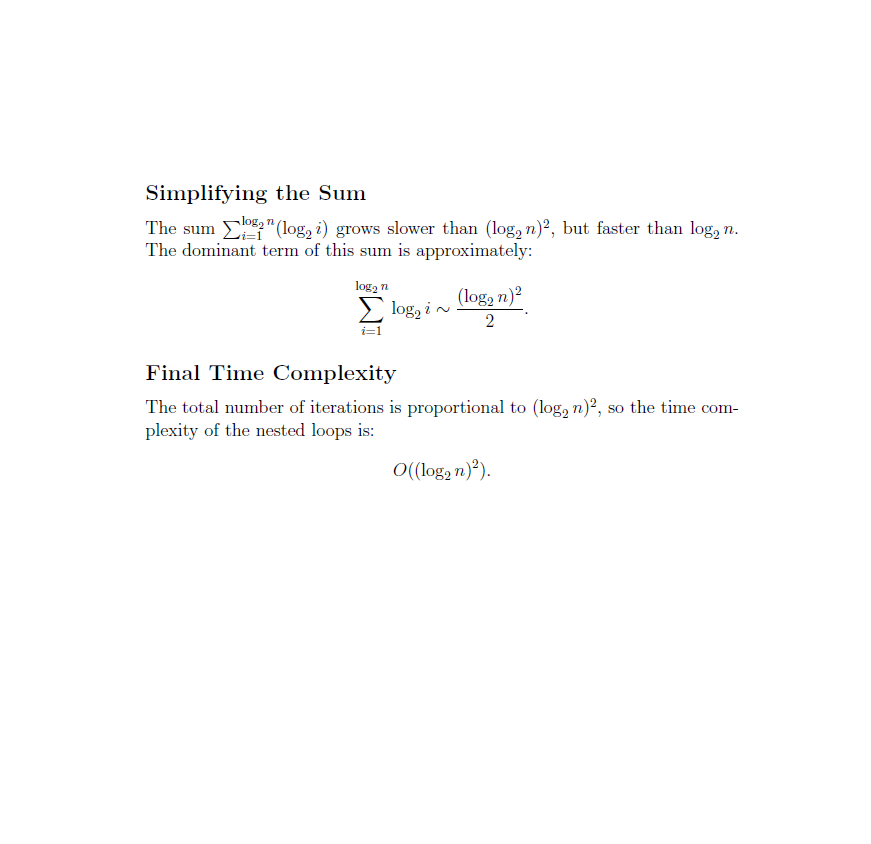 Simplifying the Sum
The sum $\sum_{i=1}^{\log_2 n}(\log_2 i)$ grows slower than $(\log_2 n)^2$, but faster than $\log_2 n$.
The dominant term of this sum is approximately:
$$\sum_{i=1}^{\log_2 n} \log_2 i \sim \frac{(\log_2 n)^2}{2}.$$
Final Time Complexity
The total number of iterations is proportional to $(\log_2 n)^2$, so the time com-
plexity of the nested loops is:
$$O((\log_2 n)^2).$$